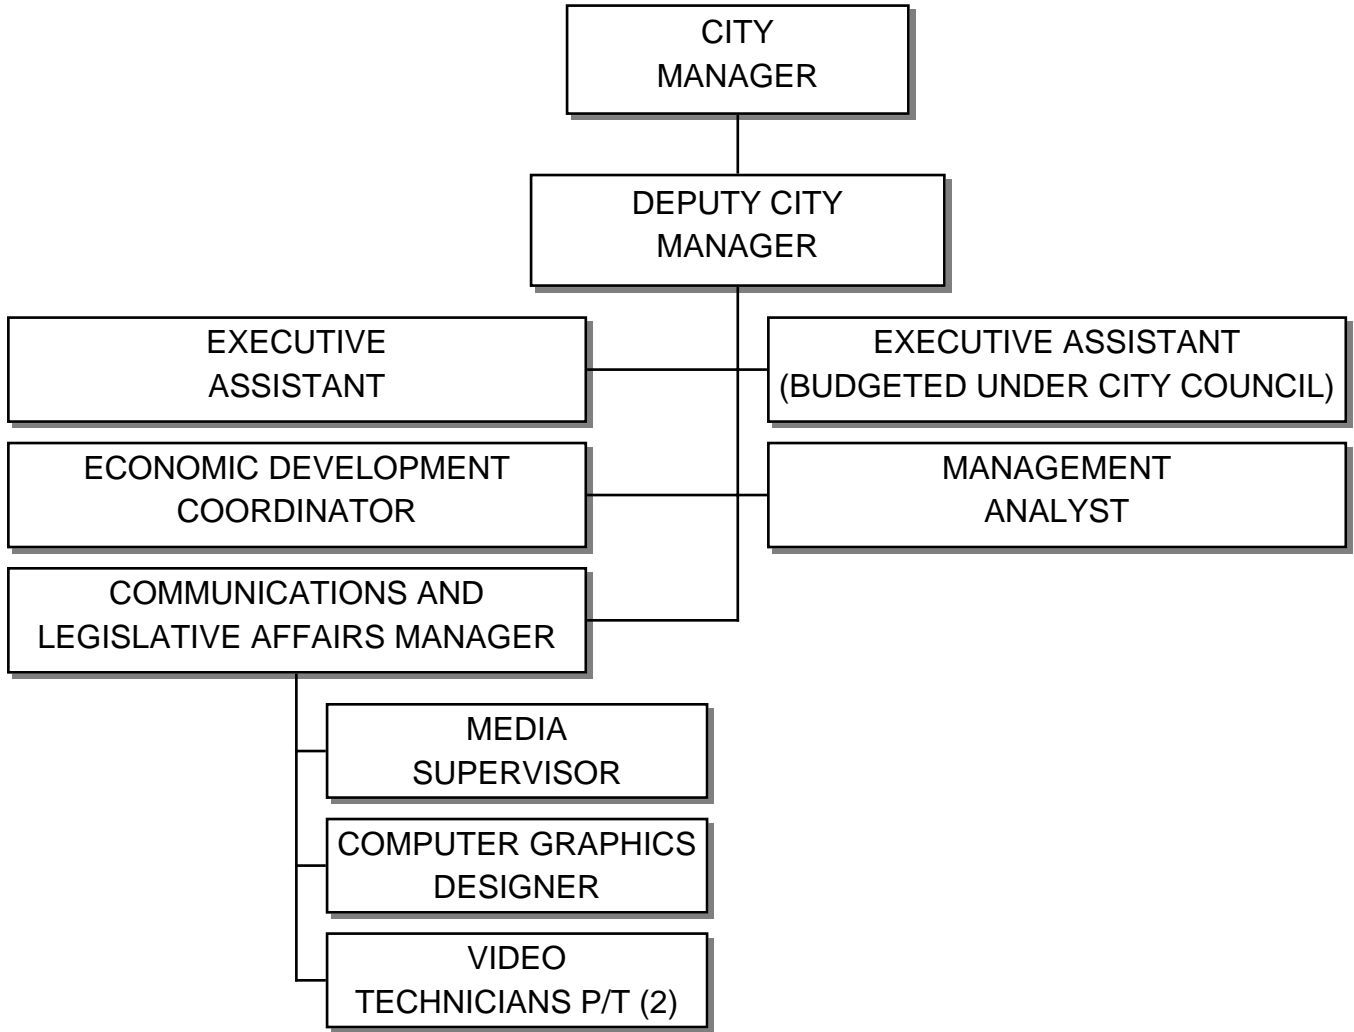 CITY
MANAGER
DEPUTY CITY
MANAGER
EXECUTIVE
ASSISTANT
EXECUTIVE ASSISTANT
(BUDGETED UNDER CITY COUNCIL)
ECONOMIC DEVELOPMENT
COORDINATOR
MANAGEMENT
ANALYST
COMMUNICATIONS AND
LEGISLATIVE AFFAIRS MANAGER
MEDIA
SUPERVISOR
COMPUTER GRAPHICS
DESIGNER
VIDEO
TECHNICIANS P/T (2)